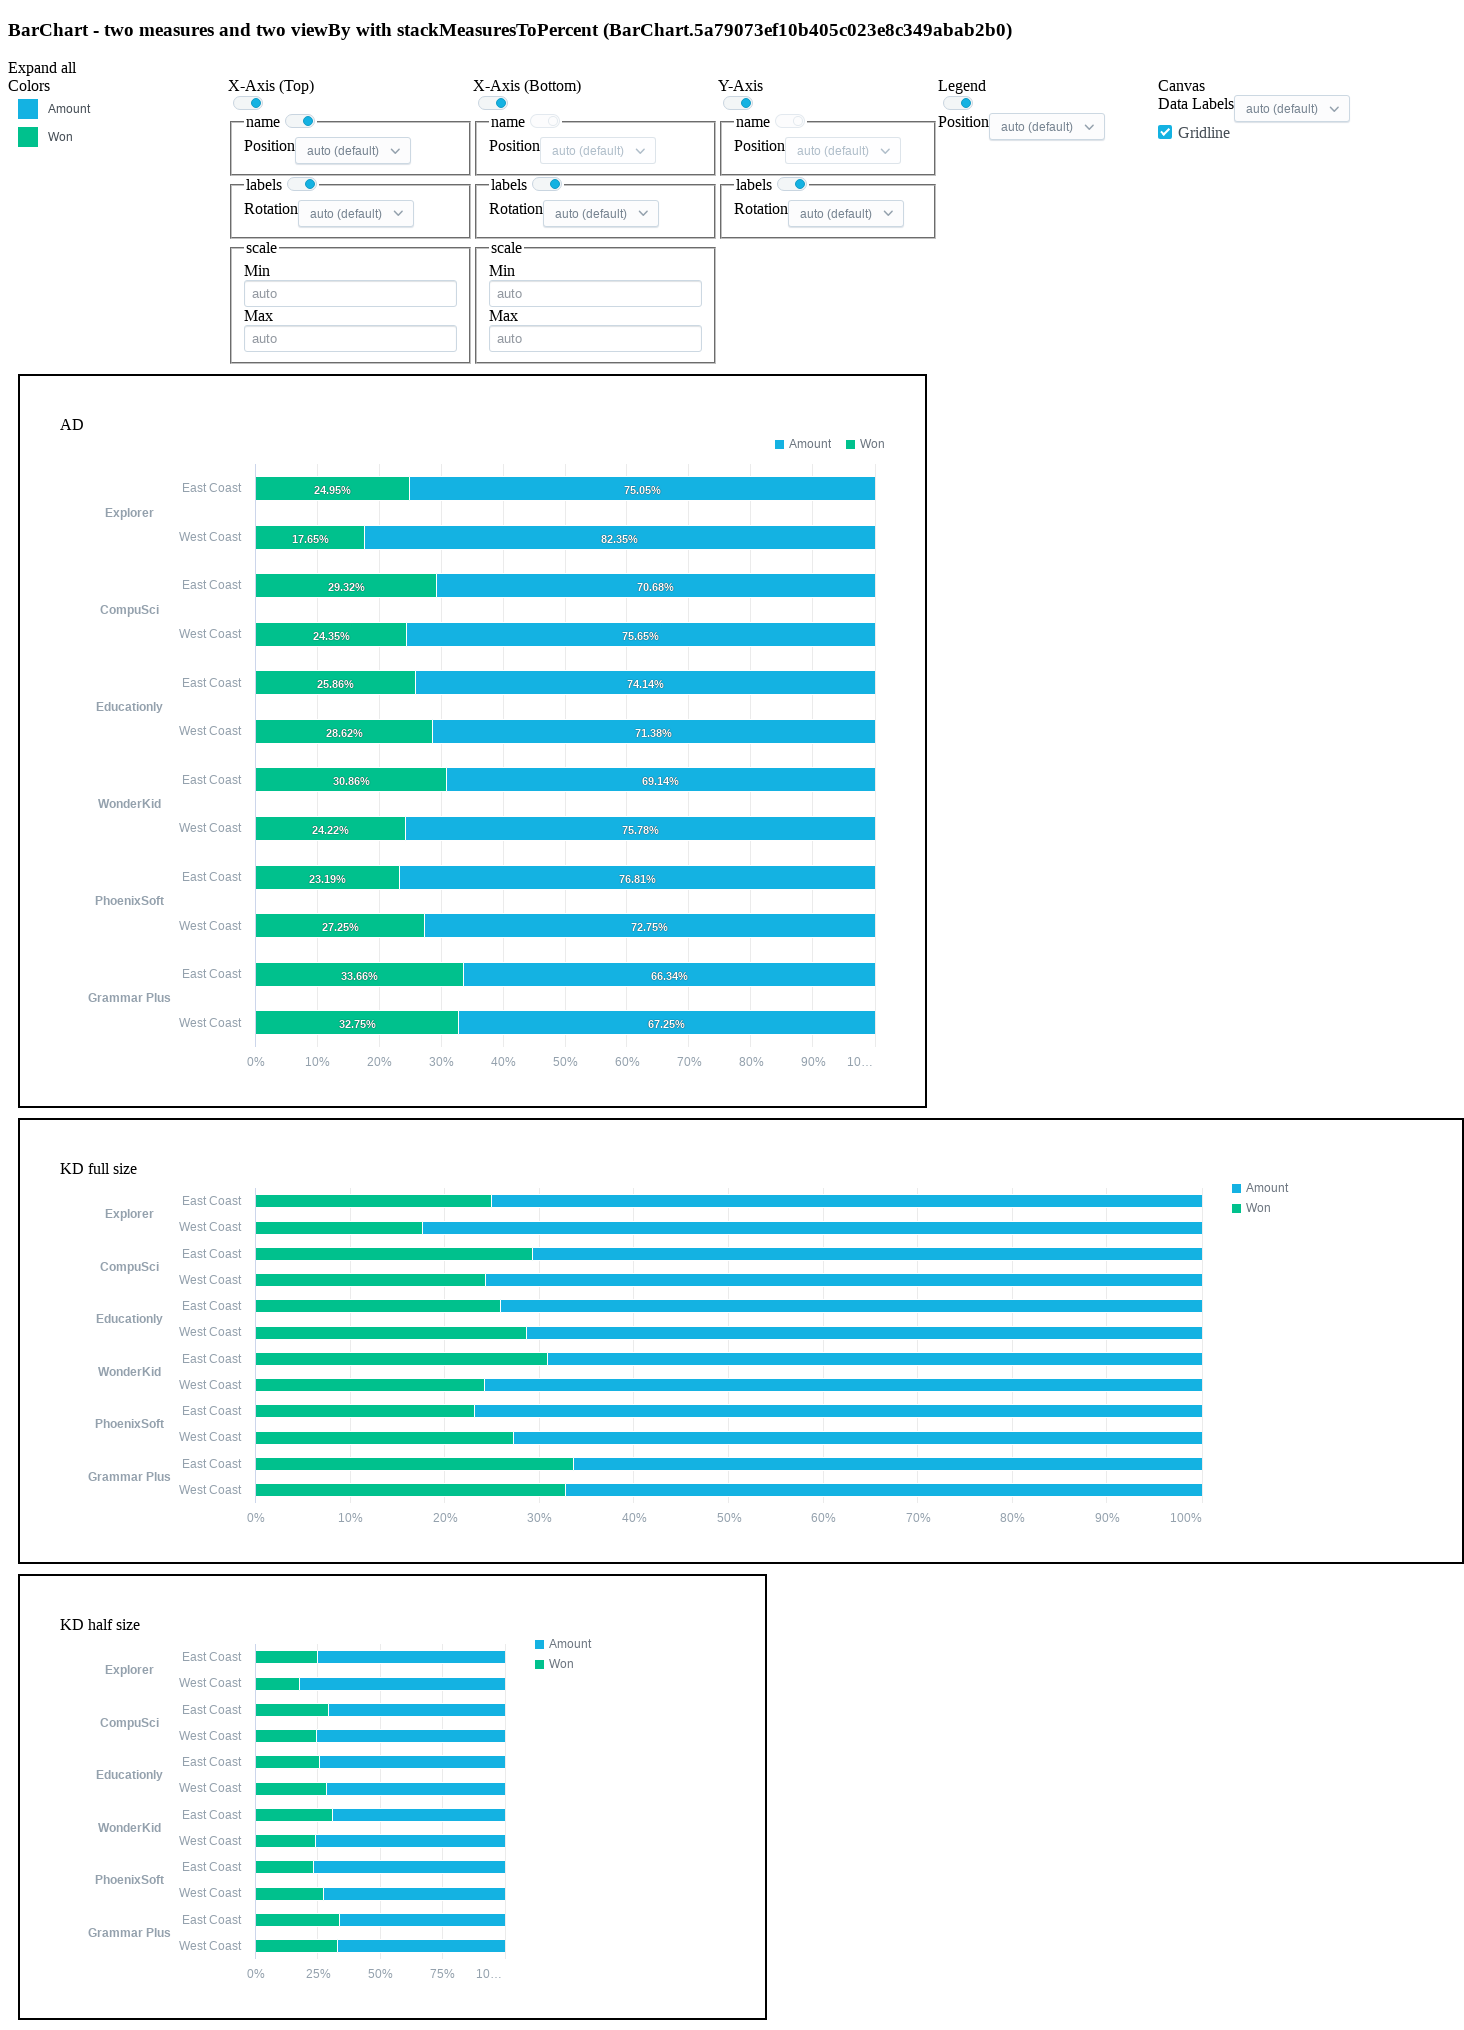 BarChart - two measures and two viewBy with stackMeasuresToPercent (BarChart.5a79073ef10b405c023e8c349abab2b0)
Expand all
Colors
Amount
Won
X-Axis (Top)
name
Position auto (default)
labels
Rotation auto (default)
scale
Min
auto
Max
auto
X-Axis (Bottom)
name
Position auto (default)
labels
Rotation auto (default)
scale
Min
auto
Max
auto
Y-Axis
name
Position auto (default)
labels
Rotation auto (default)
Legend
Position auto (default)
Canvas
Data Labels auto (default)
Gridline
AD
Amount Won
Explorer
East Coast 24.95% 75.05%
West Coast 17.65% 82.35%
CompuSci
East Coast 29.32% 70.68%
West Coast 24.35% 75.65%
Educationly
East Coast 25.86% 74.14%
West Coast 28.62% 71.38%
WonderKid
East Coast 30.86% 69.14%
West Coast 24.22% 75.78%
PhoenixSoft
East Coast 23.19% 76.81%
West Coast 27.25% 72.75%
Grammar Plus
East Coast 33.66% 66.34%
West Coast 32.75% 67.25%
0% 10% 20% 30% 40% 50% 60% 70% 80% 90% 10…
KD full size
Amount
Won
Explorer
East Coast
West Coast
CompuSci
East Coast
West Coast
Educationly
East Coast
West Coast
WonderKid
East Coast
West Coast
PhoenixSoft
East Coast
West Coast
Grammar Plus
East Coast
West Coast
0% 10% 20% 30% 40% 50% 60% 70% 80% 90% 100%
KD half size
Amount
Won
Explorer
East Coast
West Coast
CompuSci
East Coast
West Coast
Educationly
East Coast
West Coast
WonderKid
East Coast
West Coast
PhoenixSoft
East Coast
West Coast
Grammar Plus
East Coast
West Coast
0% 25% 50% 75% 10…